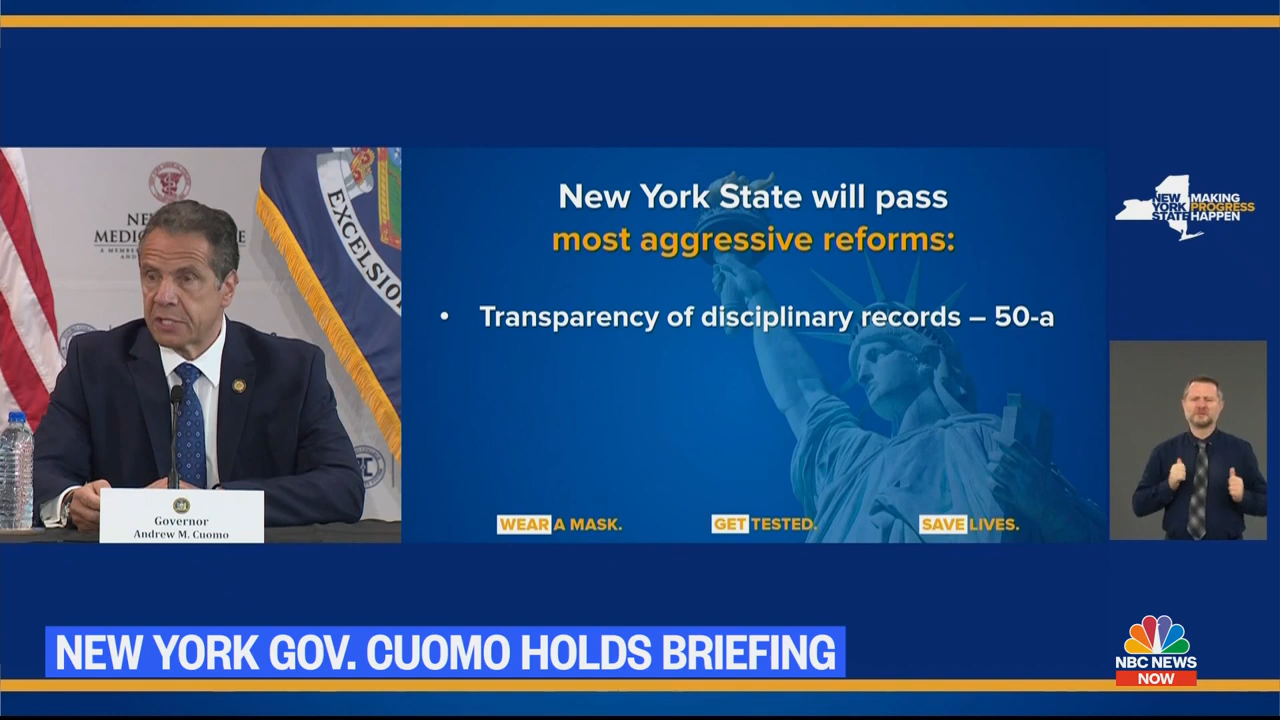 EXCELSIO
Governor
Andrew M. Cuomo
New York State will pass
most aggressive reforms:
• Transparency of disciplinary records – 50-a
WEAR A MASK. GET TESTED. SAVE LIVES.
NEW
YORK
STATE
MAKING
PROGRESS
HAPPEN
NEW YORK GOV. CUOMO HOLDS BRIEFING
NBC NEWS
NOW